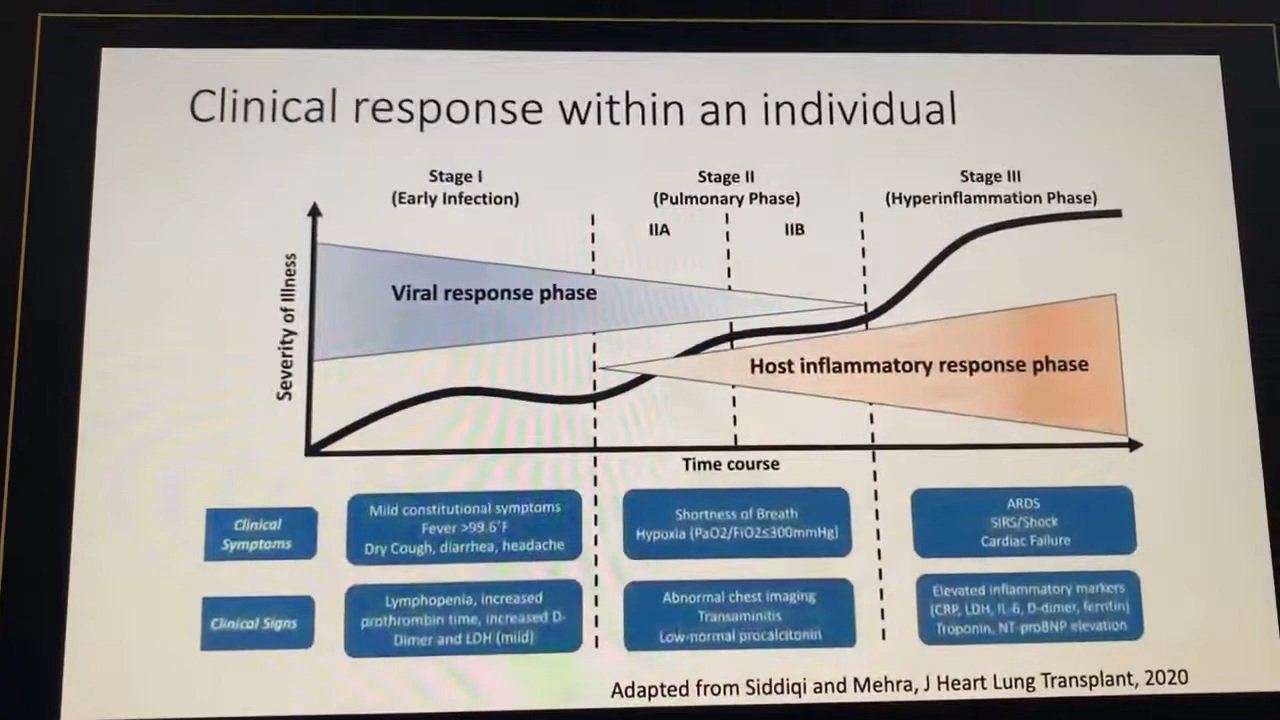 Clinical response within an individual
Stage I
(Early Infection)
Stage II
(Pulmonary Phase)
Stage III
(Hyperinflammation Phase)
IIA
IIB
Severity of Illness
Viral response phase
Host inflammatory response phase
Time course
Clinical
Symptoms
Mild constitutional symptoms
Fever >99.6°F
Dry Cough, diarrhea, headache
Shortness of Breath
Hypoxia (PaO2/FiO2≤300mmHg)
ARDS
SIRS/Shock
Cardiac Failure
Clinical Signs
Lymphopenia, increased
prothrombin time, increased D-
Dimer and LDH (mild)
Abnormal chest imaging
Transaminitis
Low-normal procalcitonin
Elevated inflammatory markers
(CRP, LDH, IL-6, D-dimer, ferritin)
Troponin, NT-proBNP elevation
Adapted from Siddiqi and Mehra, J Heart Lung Transplant, 2020